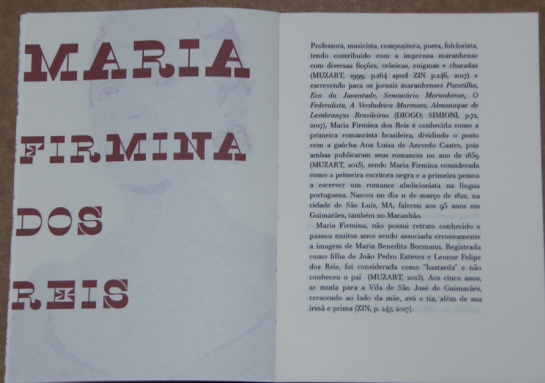 MARIA
FIRMINA
DOS
REIS
Professora, musicista, compositora, poeta, folclorista,
tendo contribuído com a imprensa maranhense
com diversas ficções, crônicas, enigmas e charadas
(MUZART, 1999, p.264 apud ZIN p.246, 2017) e
escrevendo para os jornais maranhenses Pacotilha,
Eco da Juventude, Semanário Maranhense, O
Federalista, A Verdadeira Marmota, Almanaque de
Lembranças Brasileiras (DIOGO; SIMIONI, p.72,
2017), Maria Firmina dos Reis é conhecida como a
primeira romancista brasileira, dividindo o posto
com a gaúcha Ana Luísa de Azevedo Castro, pois
ambas publicaram seus romances no ano de 1859
(MUZART, 2013), sendo Maria Firmina considerada
como a primeira escritora negra e a primeira pessoa
a escrever um romance abolicionista na língua
portuguesa. Nasceu no dia 11 de março de 1822, na
cidade de São Luís, MA, faleceu aos 95 anos em
Guimarães, também no Maranhão.
Maria Firmina, não possui retrato conhecido e
passou muitos anos sendo associada erroneamente
a imagem de Maria Benedita Bormann. Registrada
como filha de João Pedro Esteves e Leonor Felipe
dos Reis, foi considerada como "bastarda" e não
conheceu o pai (MUZART, 2013). Aos cinco anos,
se muda para a Vila de São José de Guimarães,
crescendo ao lado da mãe, avó e tia, além de sua
irmã e prima (ZIN, p. 247, 2017).